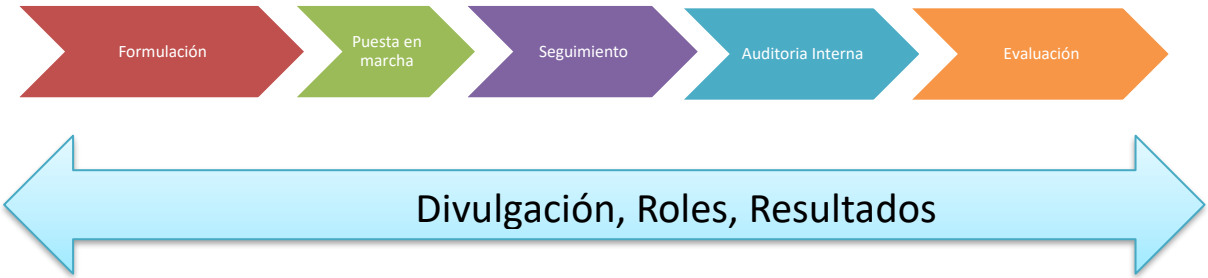 Formulación
Puesta en
marcha
Seguimiento
Auditoria Interna
Evaluación
Divulgación, Roles, Resultados